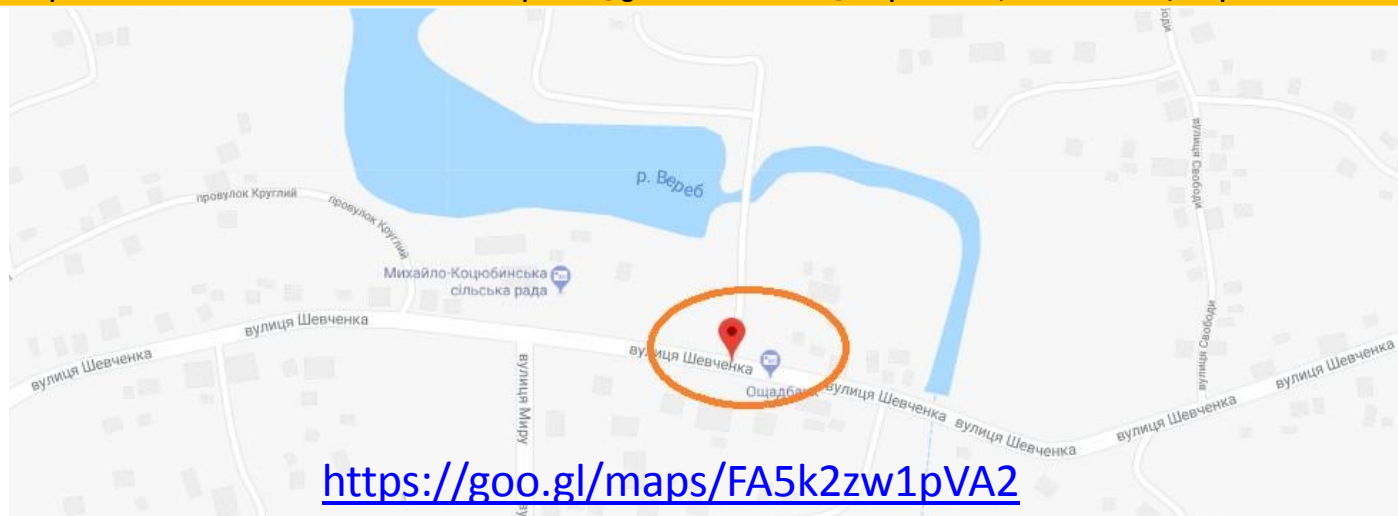 вулиця Свободи
р. Вереб
провулок Круглий
провулок Круглий
Михайло-Коцюбинська
сільська рада
вулиця Шевченка
вулиця Шевченка
вулиця Миру
вулиця Шевченка
Ощадбанк
вулиця Шевченка
вулиця Шевченка
вулиця Свободи
вулиця Шевченка
вулиця Шевченка
https://goo.gl/maps/FA5k2zw1pVA2